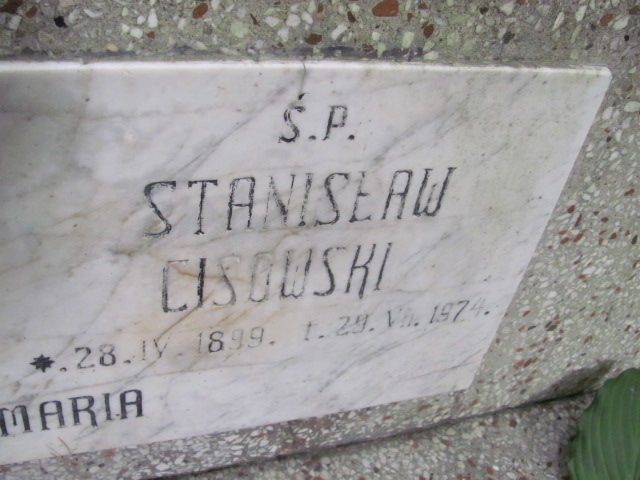 Ś.P.
STANISŁAW
CISOWSKI
*. 28. IV. 1899. †. 29. VII. 1974.
MARIA